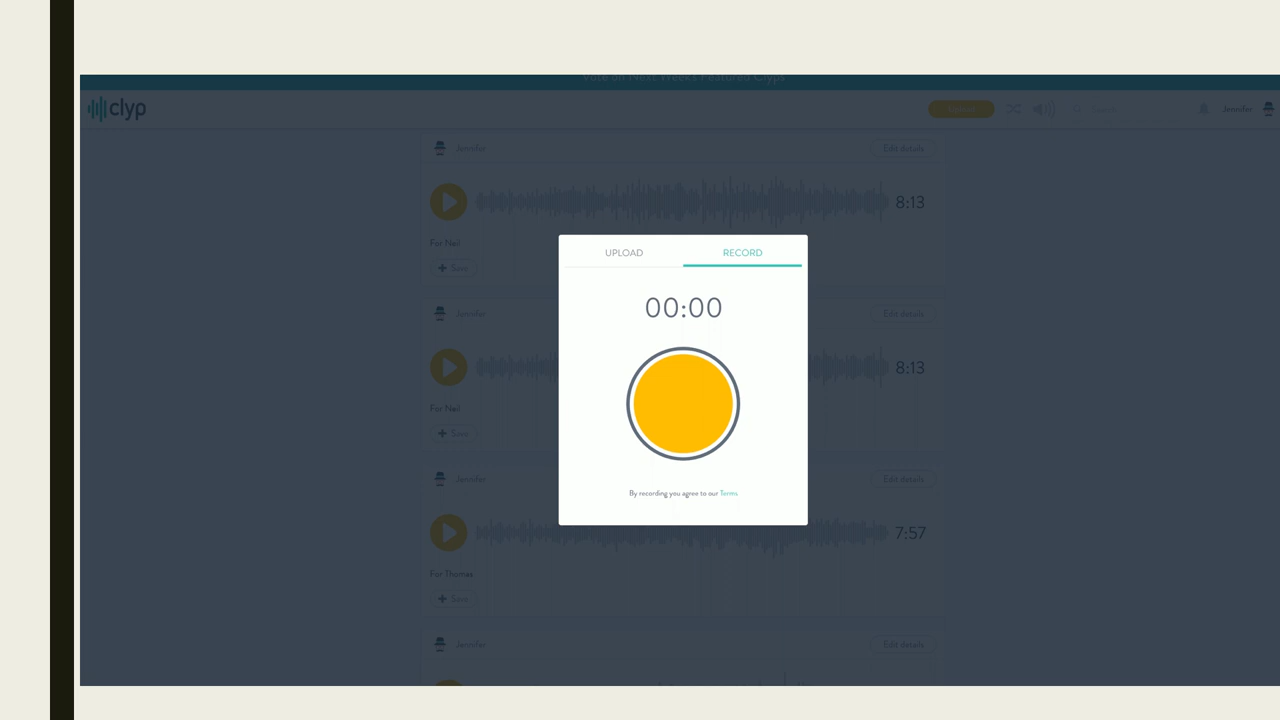 Vote on Next Week's Featured Clyps
clyp
Upload
Search
Jennifer
Jennifer
Edit details
8:13
For Neil
Save
UPLOAD
RECORD
00:00
Jennifer
Edit details
8:13
For Neil
Save
By recording you agree to our Terms
Jennifer
Edit details
7:57
For Thomas
Save
Jennifer
Edit details